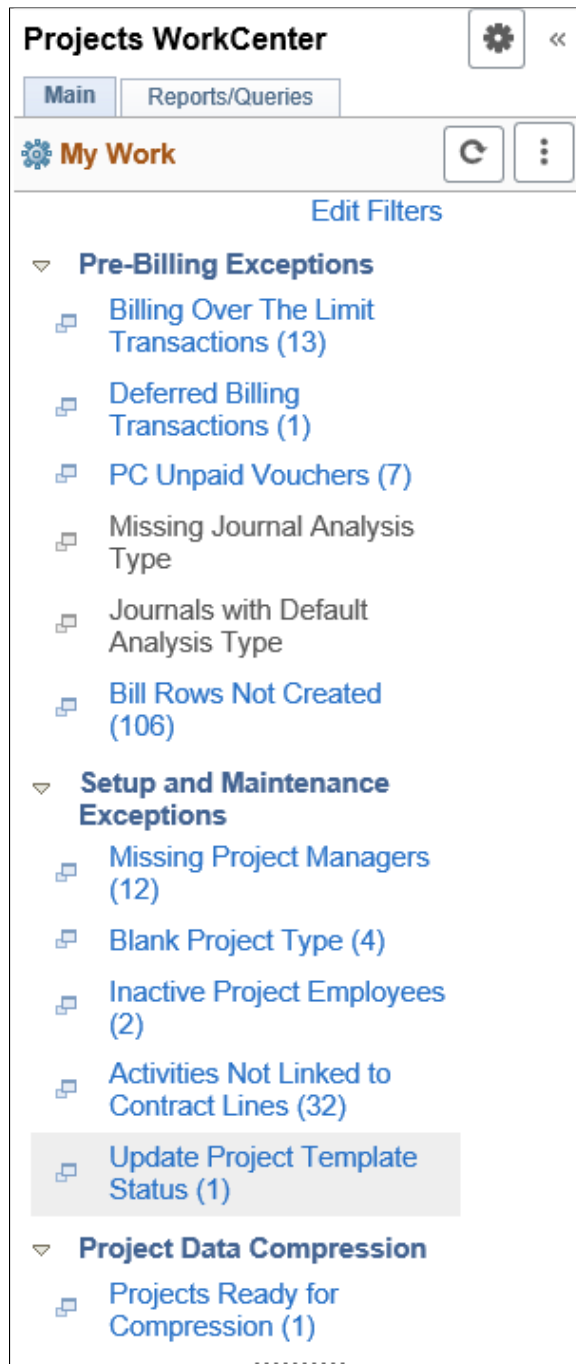 Projects WorkCenter «
Main Reports/Queries
My Work
Edit Filters
Pre-Billing Exceptions
Billing Over The Limit
Transactions (13)
Deferred Billing
Transactions (1)
PC Unpaid Vouchers (7)
Missing Journal Analysis
Type
Journals with Default
Analysis Type
Bill Rows Not Created
(106)
Setup and Maintenance
Exceptions
Missing Project Managers
(12)
Blank Project Type (4)
Inactive Project Employees
(2)
Activities Not Linked to
Contract Lines (32)
Update Project Template
Status (1)
Project Data Compression
Projects Ready for
Compression (1)